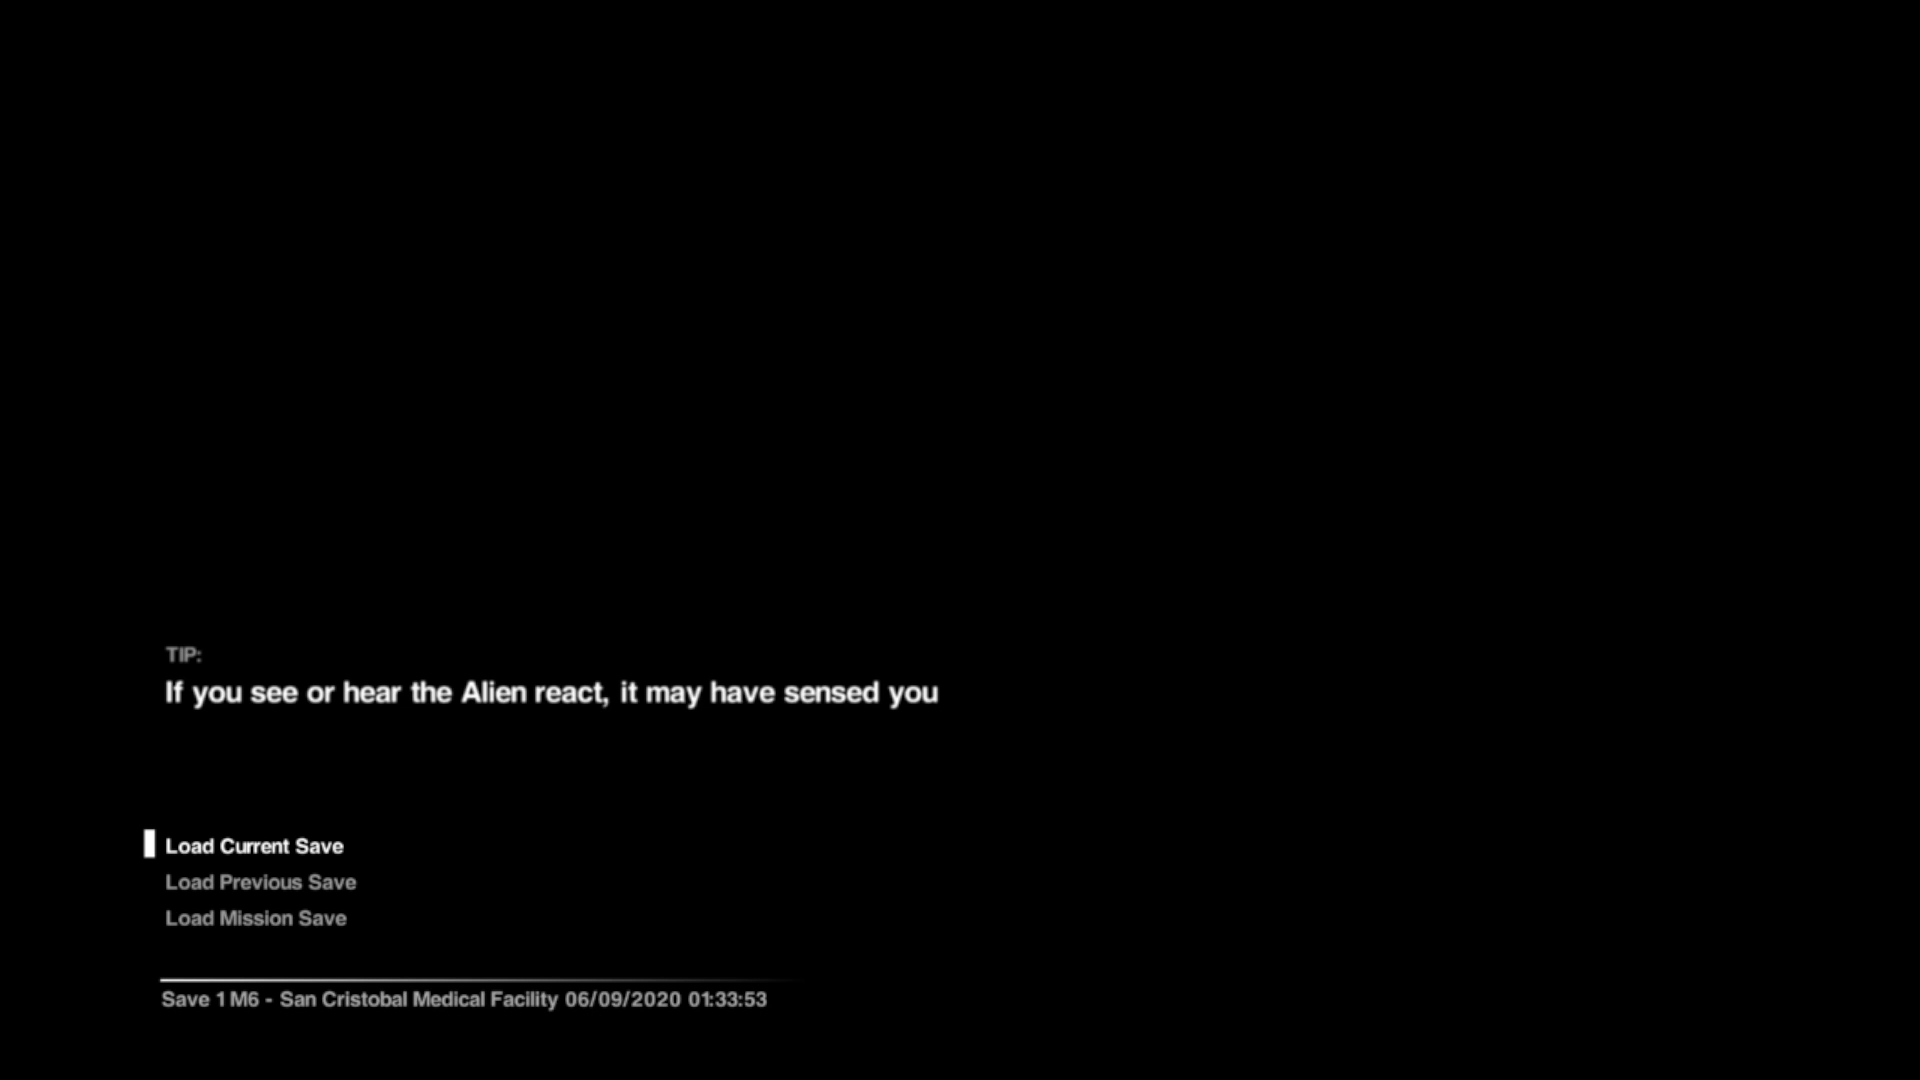 TIP:
If you see or hear the Alien react, it may have sensed you
Load Current Save
Load Previous Save
Load Mission Save
Save 1 M6 - San Cristobal Medical Facility 06/09/2020 01:33:53